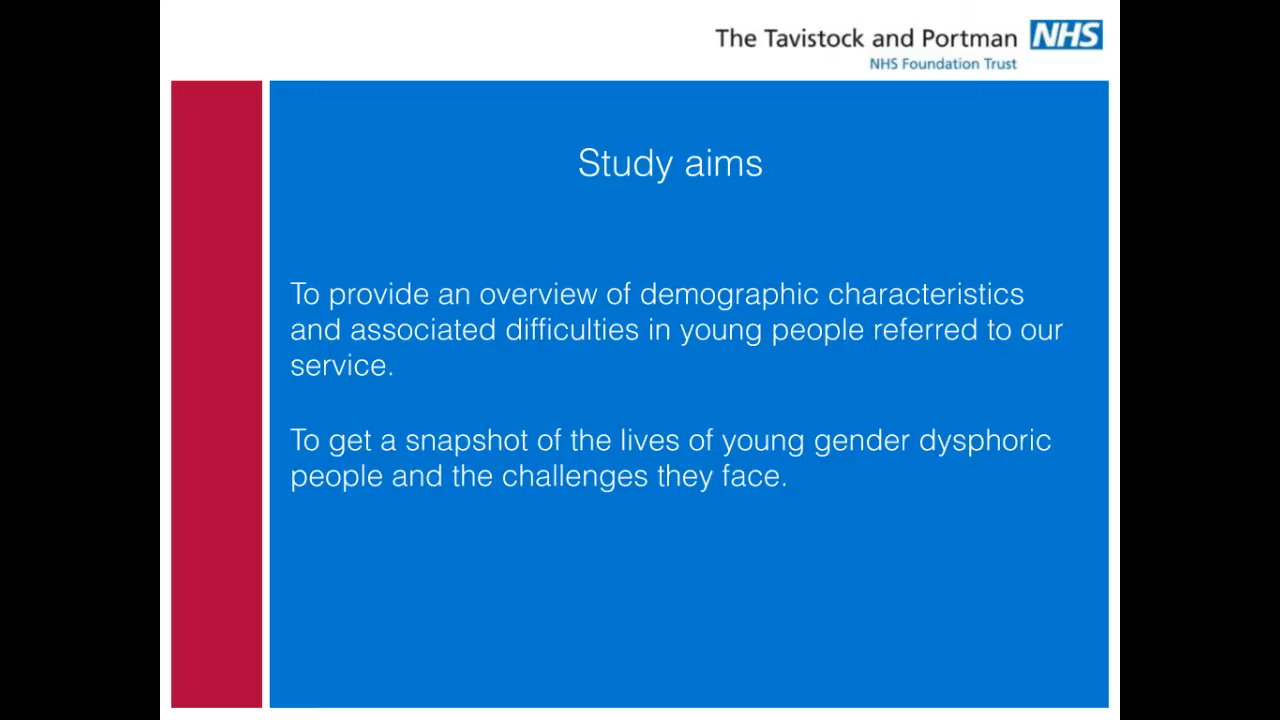 The Tavistock and Portman NHS
NHS Foundation Trust
Study aims
To provide an overview of demographic characteristics
and associated difficulties in young people referred to our
service.
To get a snapshot of the lives of young gender dysphoric
people and the challenges they face.